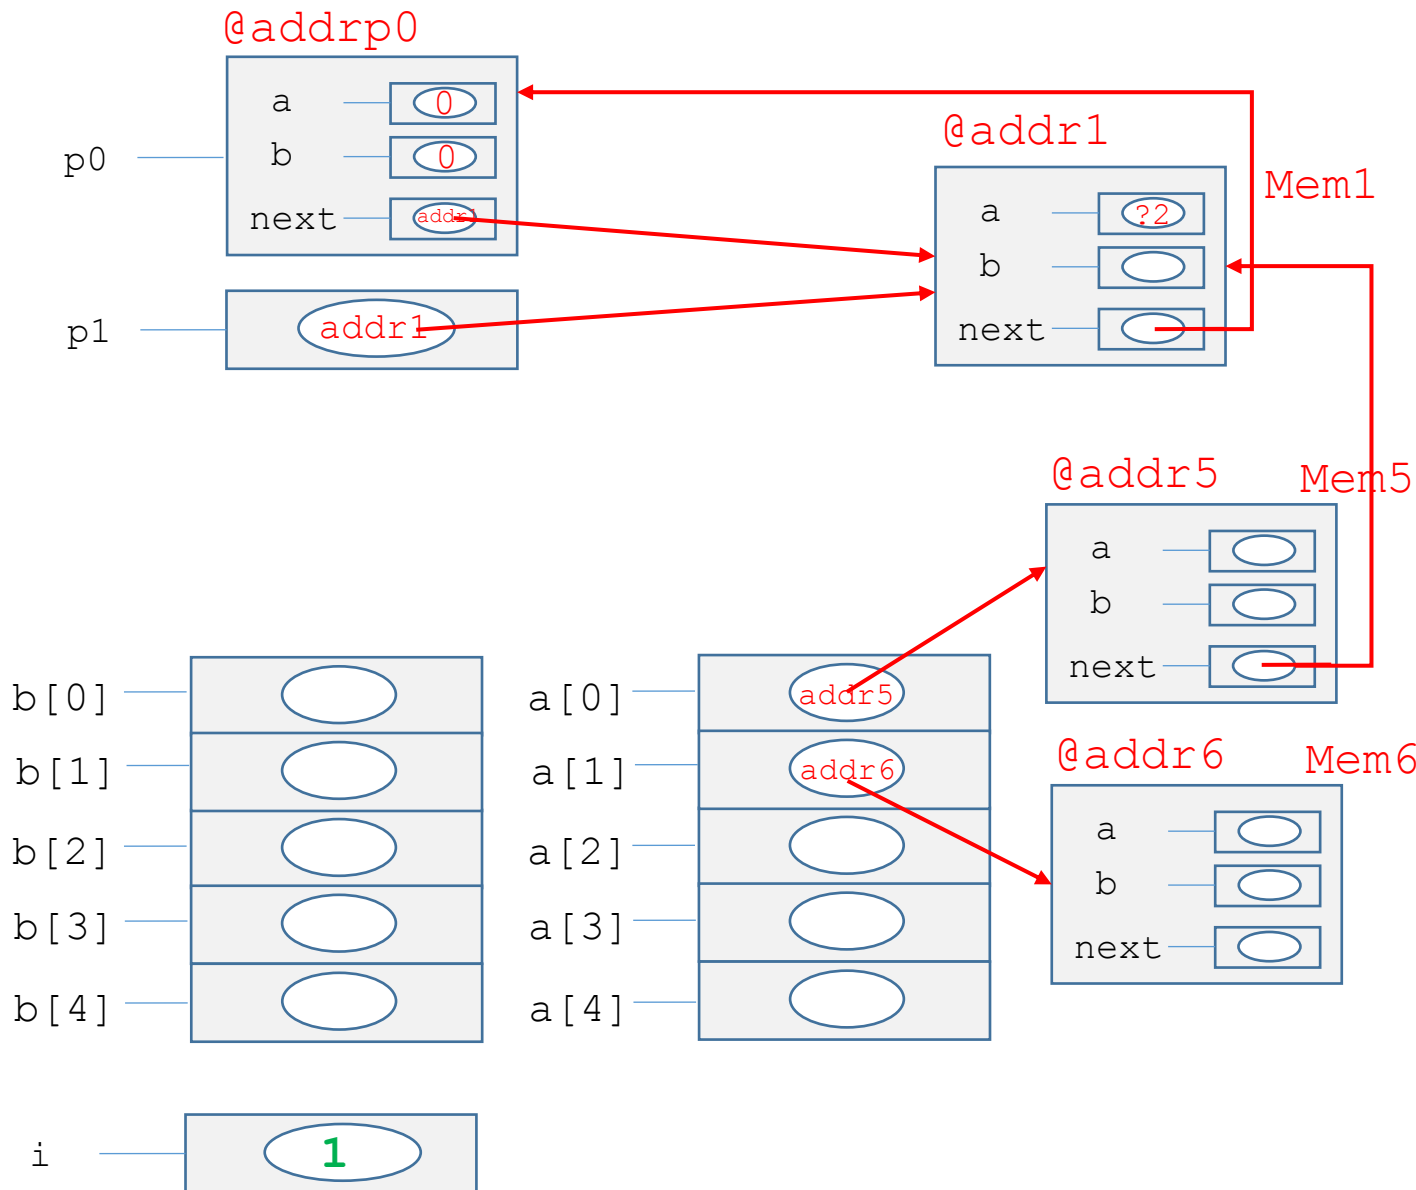 @addrp0
p0
a 0
b 0
next addr1
p1 addr1
@addr1
Mem1
a ?2
b
next
@addr5
Mem5
a
b
next
b[0]
b[1]
b[2]
b[3]
b[4]
a[0] addr5
a[1] addr6
a[2]
a[3]
a[4]
@addr6
Mem6
a
b
next
i 1